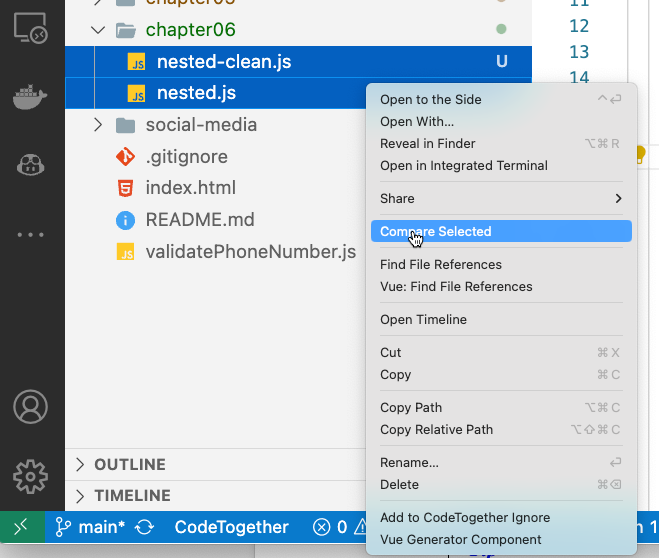 11
chapter06
12
nested-clean.js U
13
nested.js
14
social-media
.gitignore
index.html
README.md
validatePhoneNumber.js
Open to the Side ^↩
Open With...
Reveal in Finder ⌥⌘R
Open in Integrated Terminal
Share
Compare Selected
Find File References
Vue: Find File References
Open Timeline
Cut ⌘X
Copy ⌘C
Copy Path ⌥⌘C
Copy Relative Path ⌥⇧⌘C
Rename... ↩
Delete ⌘⌫
Add to CodeTogether Ignore
Vue Generator Component
OUTLINE
TIMELINE
main* CodeTogether 0 1